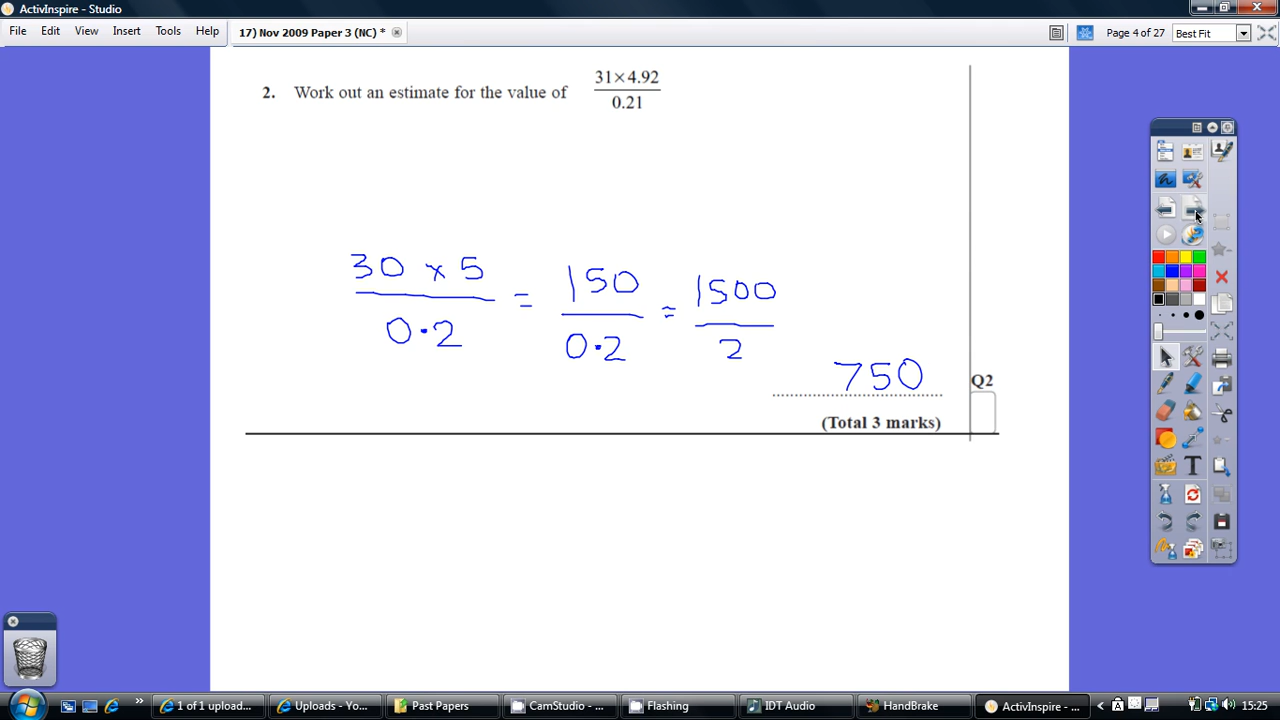 ActivInspire - Studio
File Edit View Insert Tools Help 17) Nov 2009 Paper 3 (NC) * Page 4 of 27 Best Fit
2. Work out an estimate for the value of 31×4.92
0.21
30 x 5 = 150 = 1500
0.2 0.2 2
750
Q2
(Total 3 marks)
T
1 of 1 upload... Uploads - Yo... Past Papers CamStudio - ... Flashing IDT Audio HandBrake ActivInspire - ... 15:25